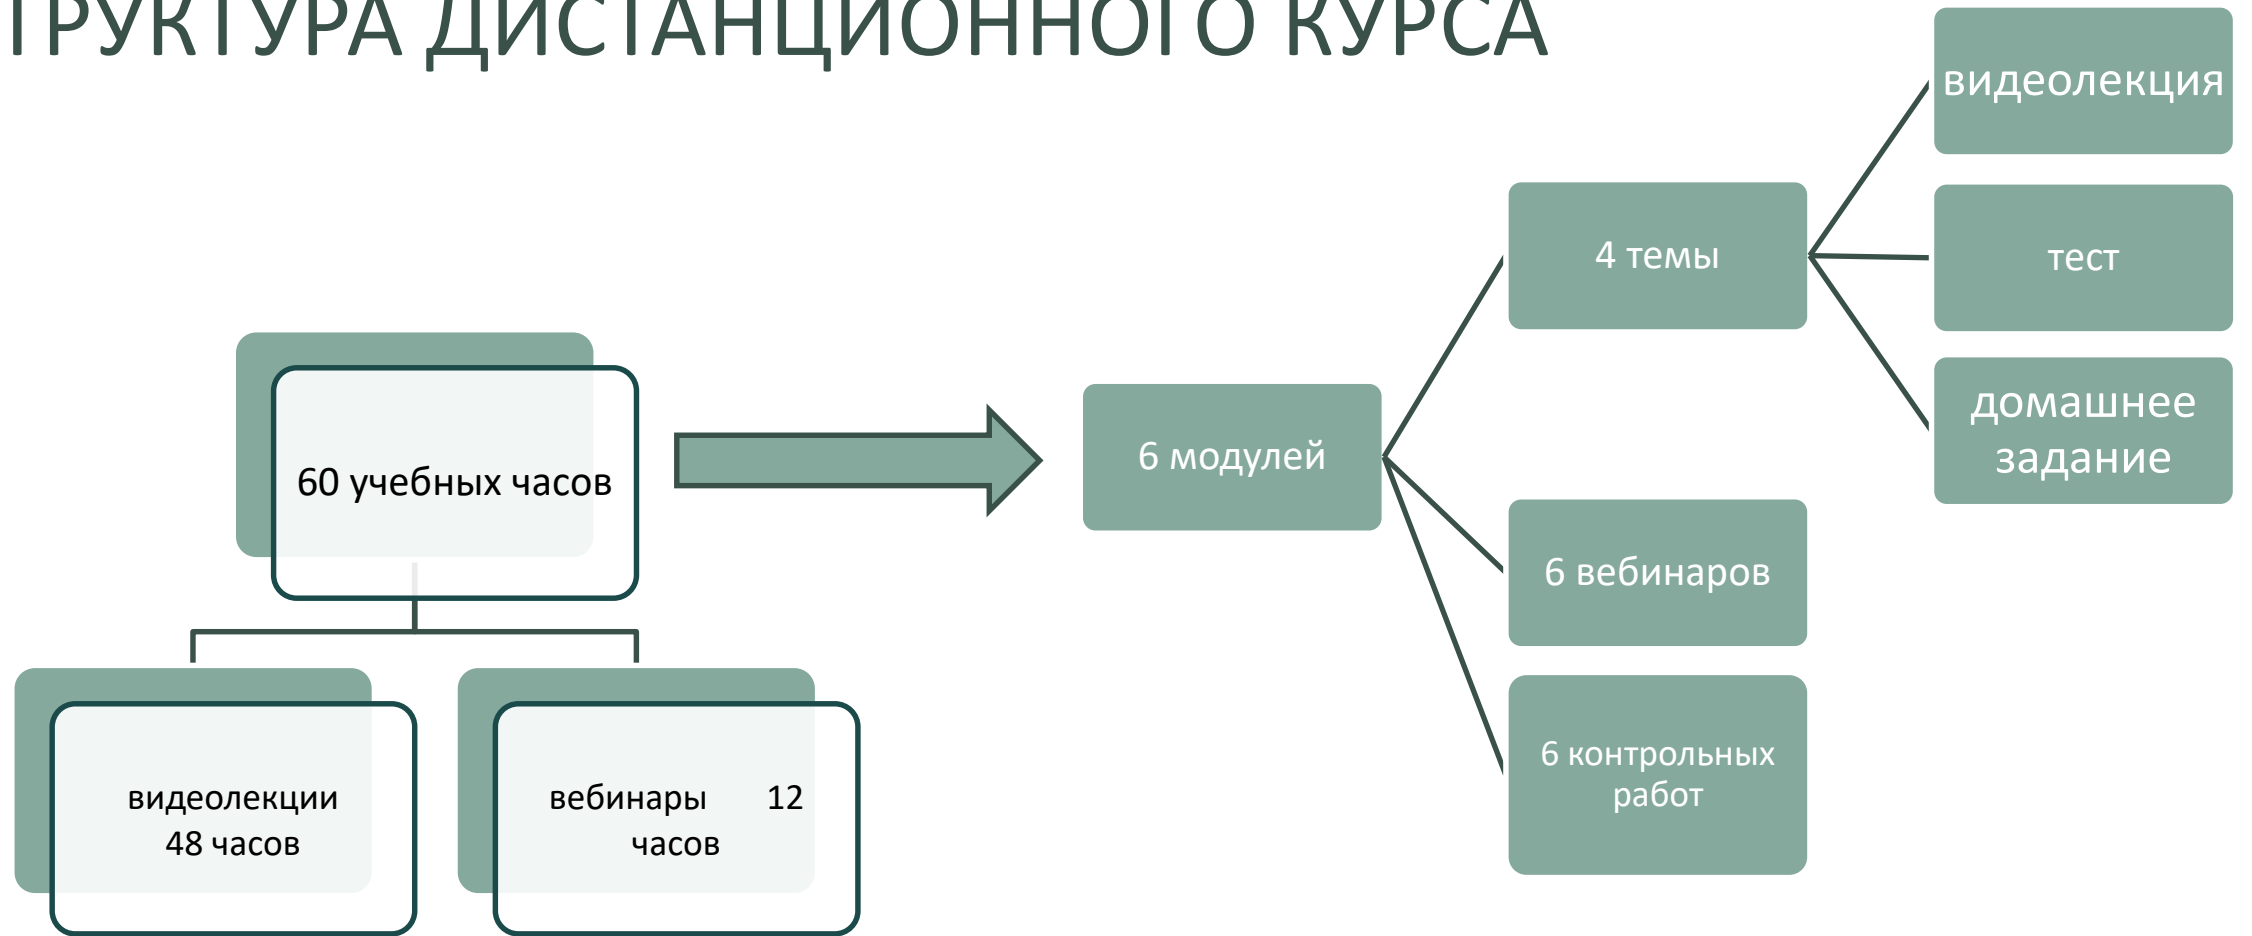 ТРУКТУРА ДИСТАНЦИОННОГО КУРСА
60 учебных часов
видеолекции
48 часов
вебинары 12
часов
6 модулей
4 темы
6 вебинаров
6 контрольных
работ
видеолекция
тест
домашнее
задание